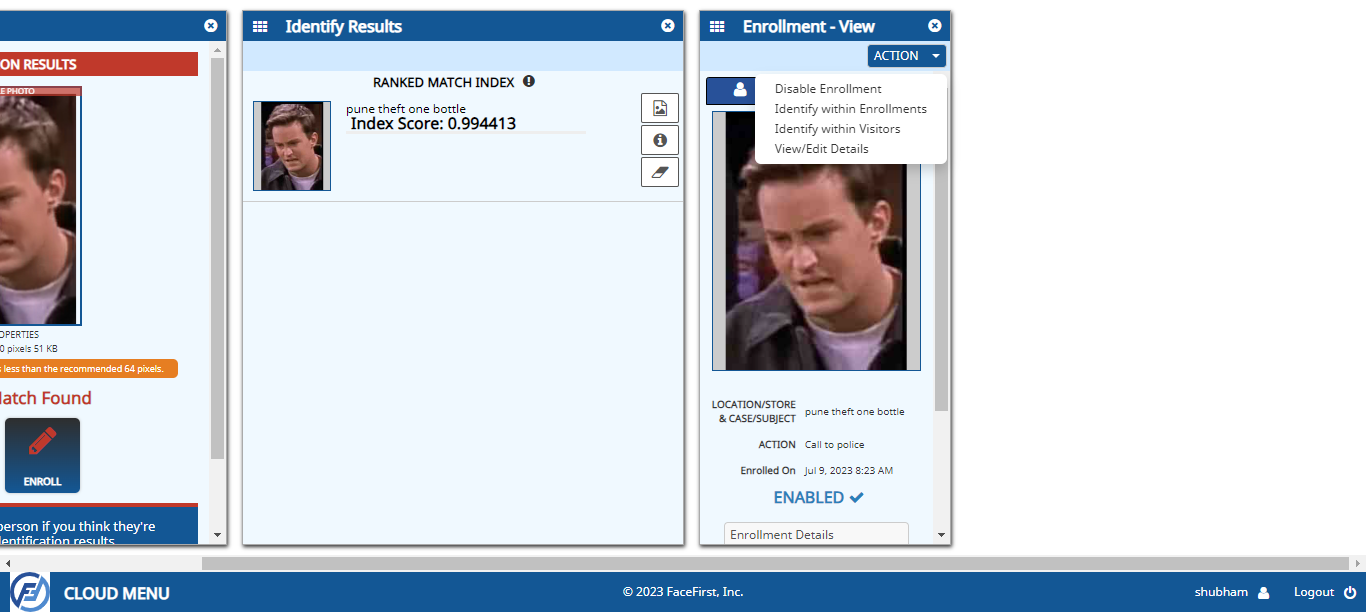 ON RESULTS
E PHOTO
OPERTIES
0 pixels 51 KB
less than the recommended 64 pixels.
atch Found
ENROLL
person if you think they're
entification results
Identify Results
RANKED MATCH INDEX
pune theft one bottle
Index Score: 0.994413
Enrollment - View
ACTION
Disable Enrollment
Identify within Enrollments
Identify within Visitors
View/Edit Details
LOCATION/STORE
& CASE/SUBJECT pune theft one bottle
ACTION Call to police
Enrolled On Jul 9, 2023 8:23 AM
ENABLED
Enrollment Details
CLOUD MENU
© 2023 FaceFirst, Inc.
shubham
Logout